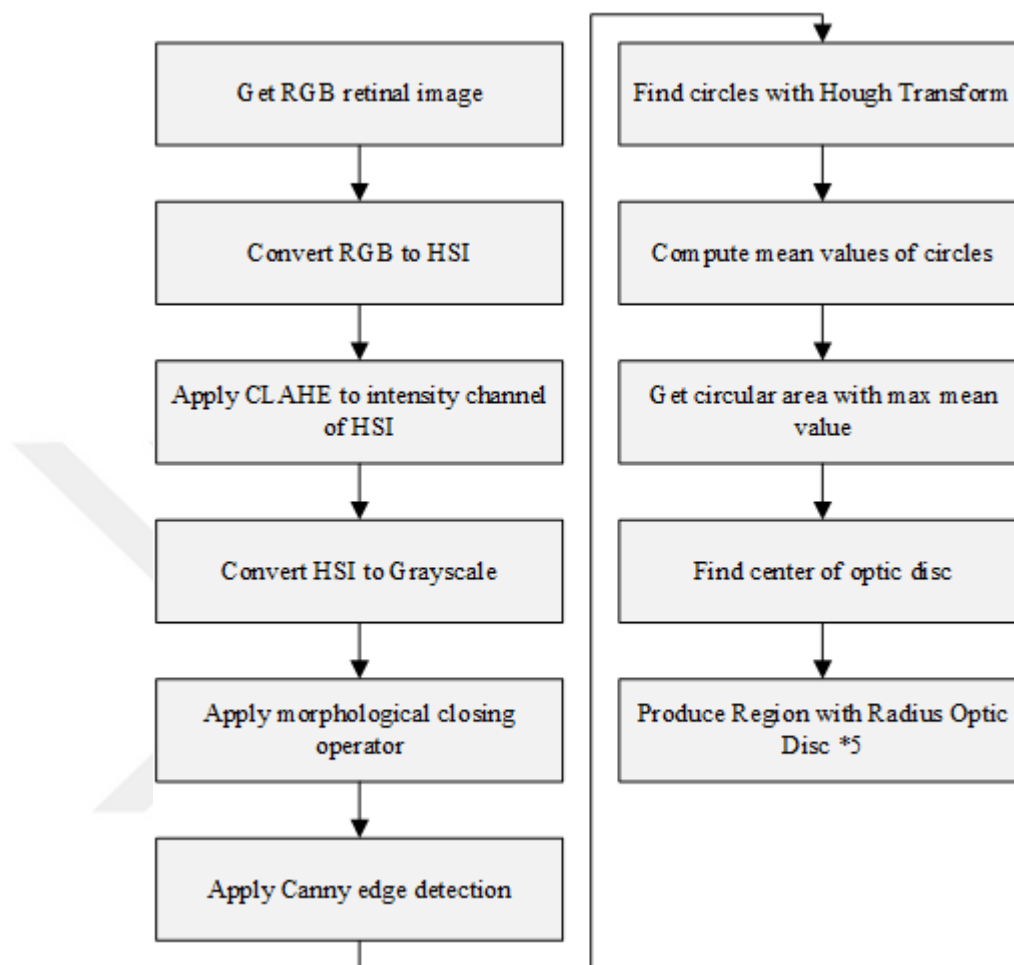 Get RGB retinal image
Convert RGB to HSI
Apply CLAHE to intensity channel
of HSI
Convert HSI to Grayscale
Apply morphological closing
operator
Apply Canny edge detection
Find circles with Hough Transform
Compute mean values of circles
Get circular area with max mean
value
Find center of optic disc
Produce Region with Radius Optic
Disc *5